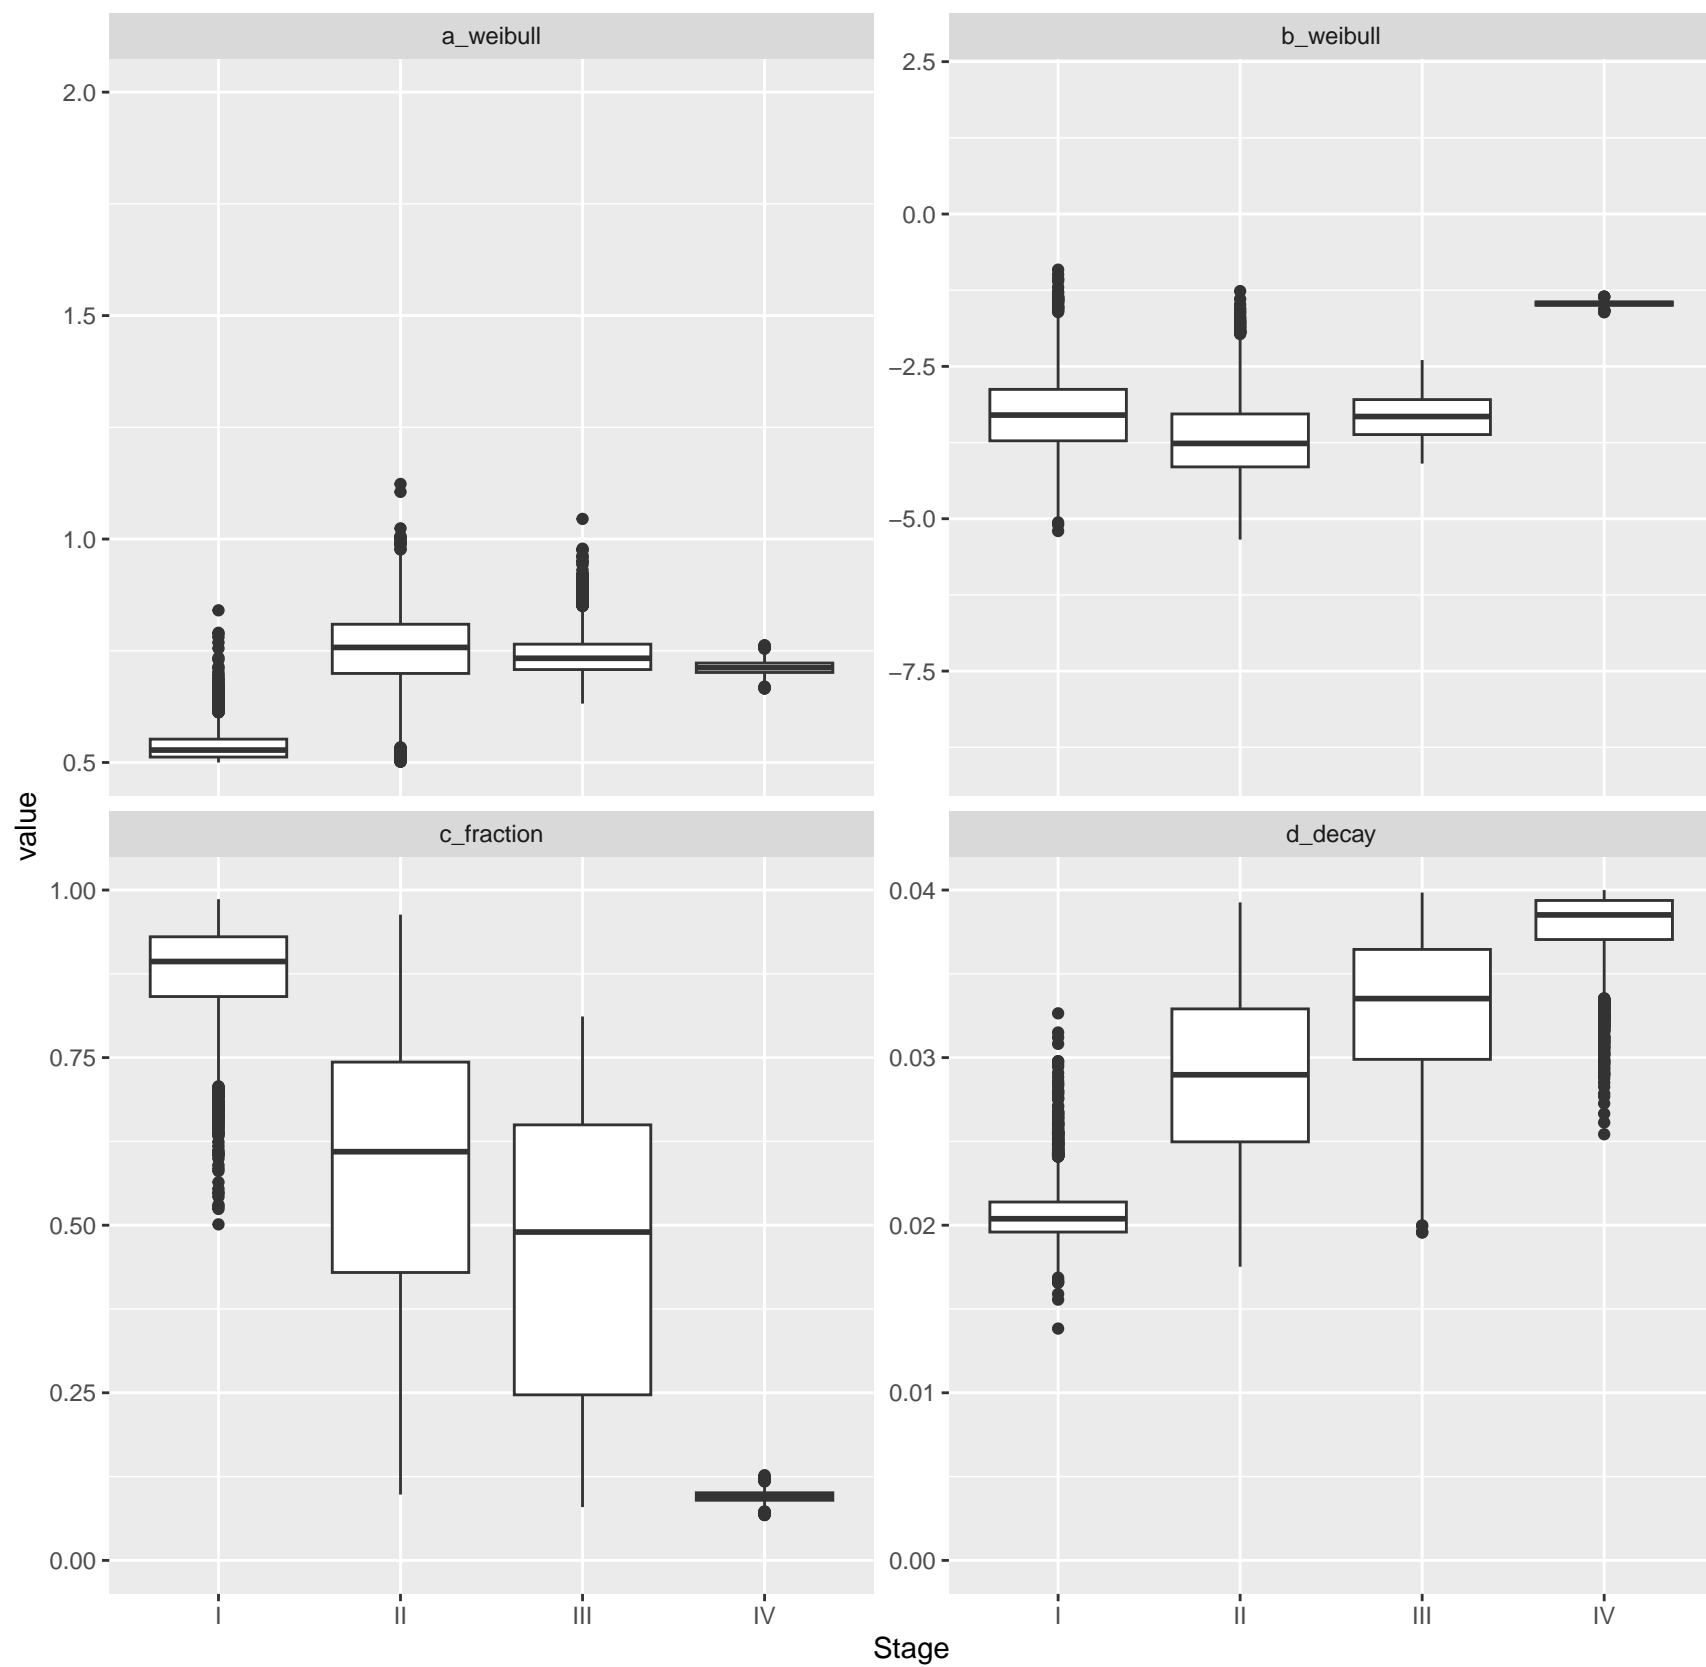 a_weibull
b_weibull
2.0
1.5
1.0
0.5
2.5
0.0
−2.5
−5.0
−7.5
value
c_fraction
d_decay
1.00
0.75
0.50
0.25
0.00
0.04
0.03
0.02
0.01
0.00
I II III IV
I II III IV
Stage